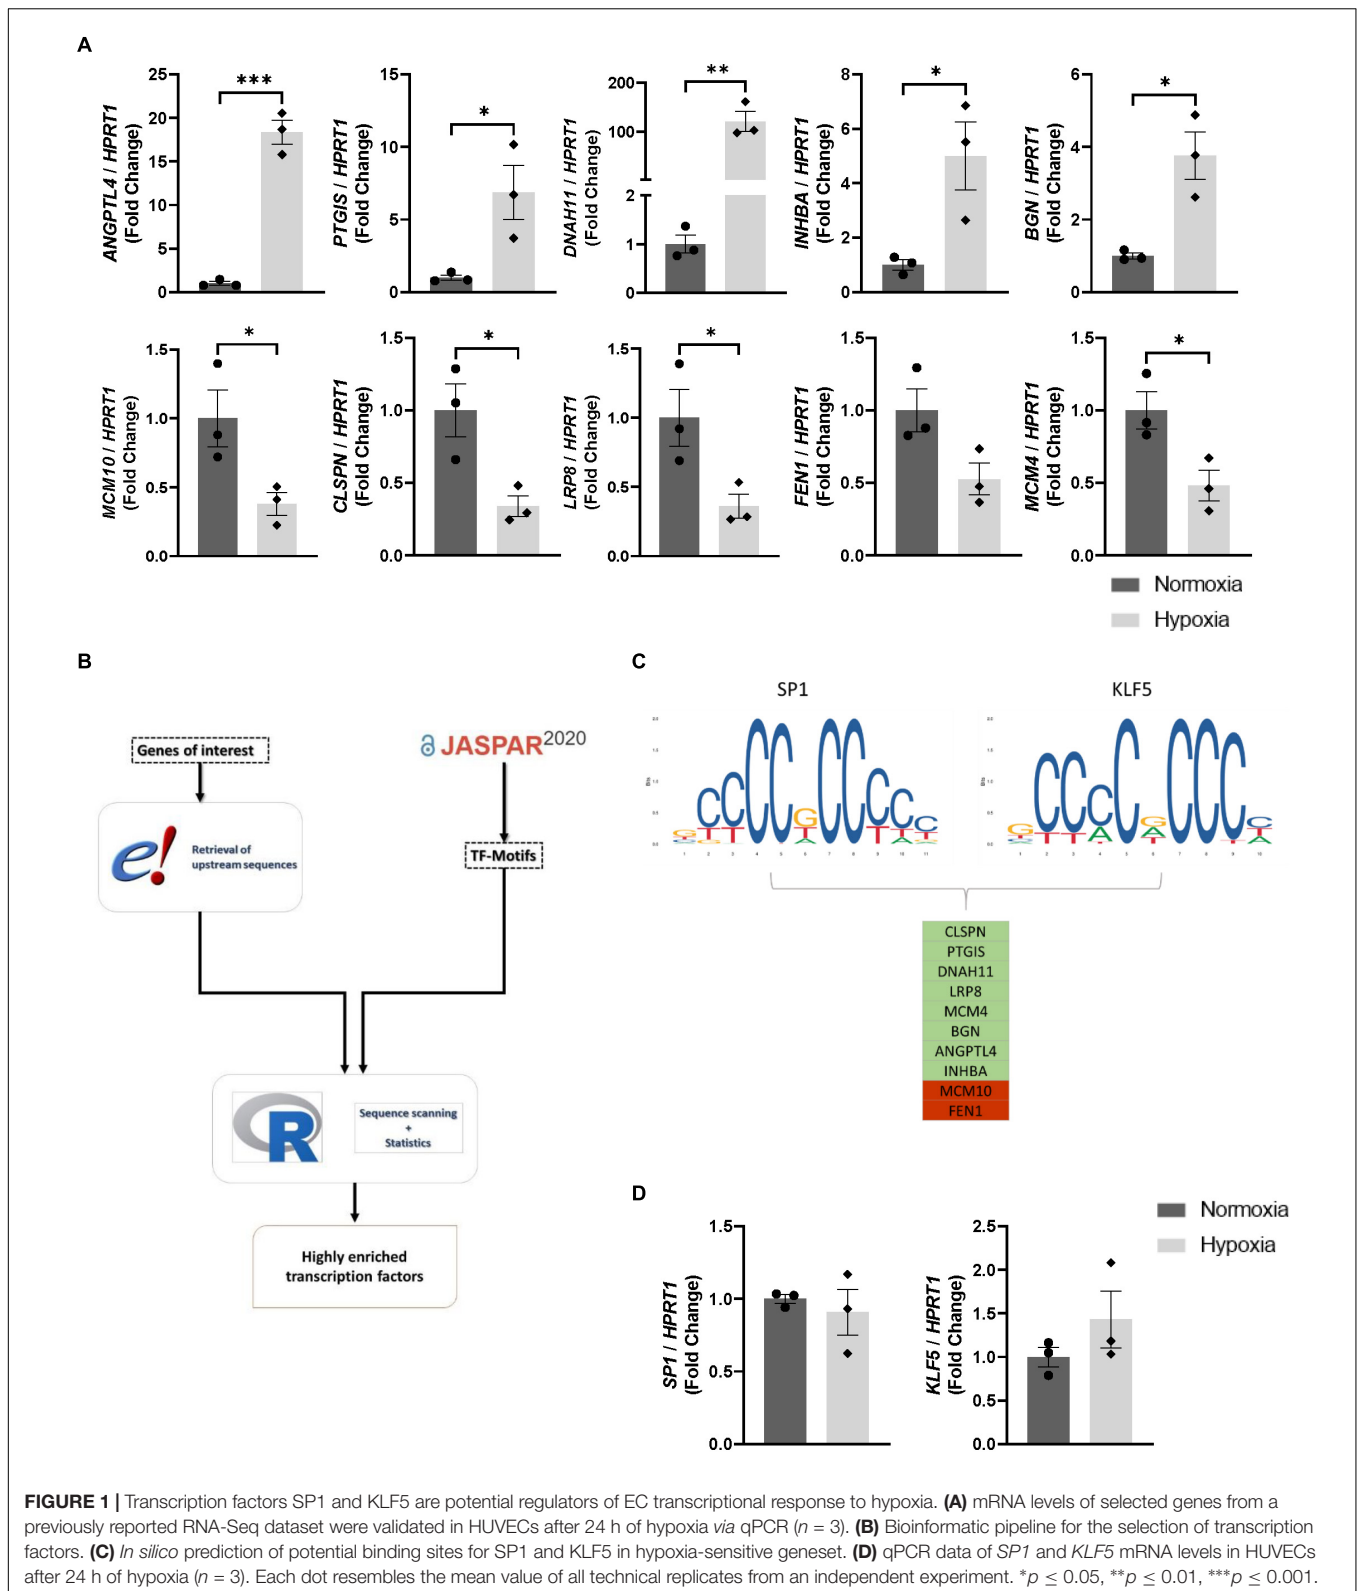 A
ANGPTL4 / HPRT1
(Fold Change)
25
20
15
10
5
0
***
PTGIS / HPRT1
(Fold Change)
15
10
5
0
*
DNAH11 / HPRT1
(Fold Change)
200
100
2
1
0
**
INHBA / HPRT1
(Fold Change)
8
6
4
2
0
*
BGN / HPRT1
(Fold Change)
6
4
2
0
*
MCM10 / HPRT1
(Fold Change)
1.5
1.0
0.5
0.0
*
CLSPN / HPRT1
(Fold Change)
1.5
1.0
0.5
0.0
*
LRP8 / HPRT1
(Fold Change)
1.5
1.0
0.5
0.0
*
FEN1 / HPRT1
(Fold Change)
1.5
1.0
0.5
0.0
MCM4 / HPRT1
(Fold Change)
1.5
1.0
0.5
0.0
*
Normoxia
Hypoxia
B
Genes of interest
JASPAR2020
e!
Retrieval of
upstream sequences
TF-Motifs
R
Sequence scanning
+
Statistics
Highly enriched
transcription factors
C
SP1
KLF5
CLSPN
PTGIS
DNAH11
LRP8
MCM4
BGN
ANGPTL4
INHBA
MCM10
FEN1
D
SP1 / HPRT1
(Fold Change)
1.5
1.0
0.5
0.0
KLF5 / HPRT1
(Fold Change)
2.5
2.0
1.5
1.0
0.5
0.0
Normoxia
Hypoxia
FIGURE 1 | Transcription factors SP1 and KLF5 are potential regulators of EC transcriptional response to hypoxia. (A) mRNA levels of selected genes from a
previously reported RNA-Seq dataset were validated in HUVECs after 24 h of hypoxia via qPCR (n = 3). (B) Bioinformatic pipeline for the selection of transcription
factors. (C) In silico prediction of potential binding sites for SP1 and KLF5 in hypoxia-sensitive geneset. (D) qPCR data of SP1 and KLF5 mRNA levels in HUVECs
after 24 h of hypoxia (n = 3). Each dot resembles the mean value of all technical replicates from an independent experiment. *p ≤ 0.05, **p ≤ 0.01, ***p ≤ 0.001.